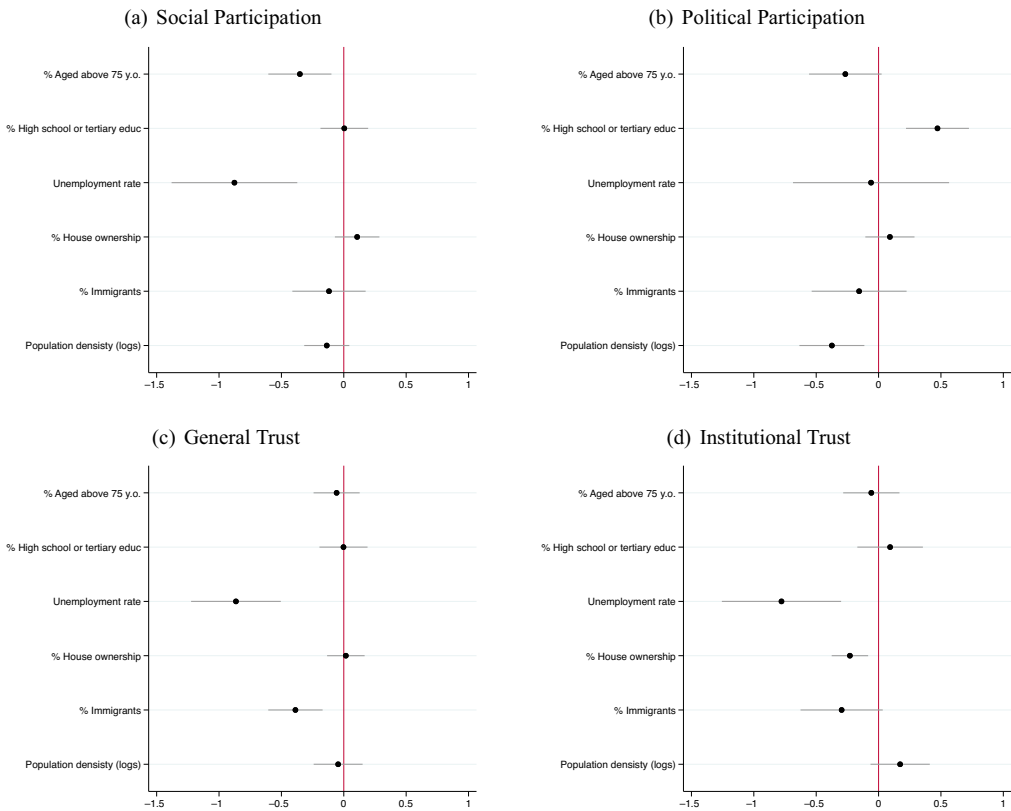 (a) Social Participation
% Aged above 75 y.o.
% High school or tertiary educ
Unemployment rate
% House ownership
% Immigrants
Population densisty (logs)
−1.5 −1 −0.5 0 0.5 1
(b) Political Participation
% Aged above 75 y.o.
% High school or tertiary educ
Unemployment rate
% House ownership
% Immigrants
Population densisty (logs)
−1.5 −1 −0.5 0 0.5 1
(c) General Trust
% Aged above 75 y.o.
% High school or tertiary educ
Unemployment rate
% House ownership
% Immigrants
Population densisty (logs)
−1.5 −1 −0.5 0 0.5 1
(d) Institutional Trust
% Aged above 75 y.o.
% High school or tertiary educ
Unemployment rate
% House ownership
% Immigrants
Population densisty (logs)
−1.5 −1 −0.5 0 0.5 1